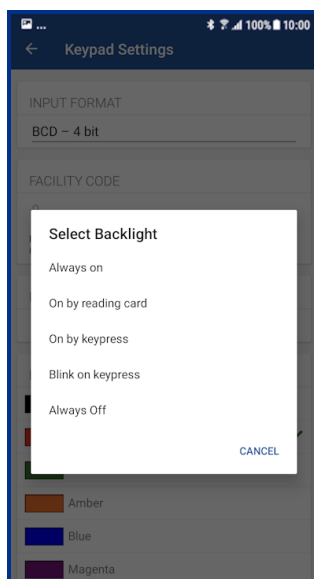 ... 100% 10:00
Keypad Settings
INPUT FORMAT
BCD – 4 bit
FACILITY CODE
Select Backlight
Always on
On by reading card
On by keypress
Blink on keypress
Always Off
CANCEL
Amber
Blue
Magenta